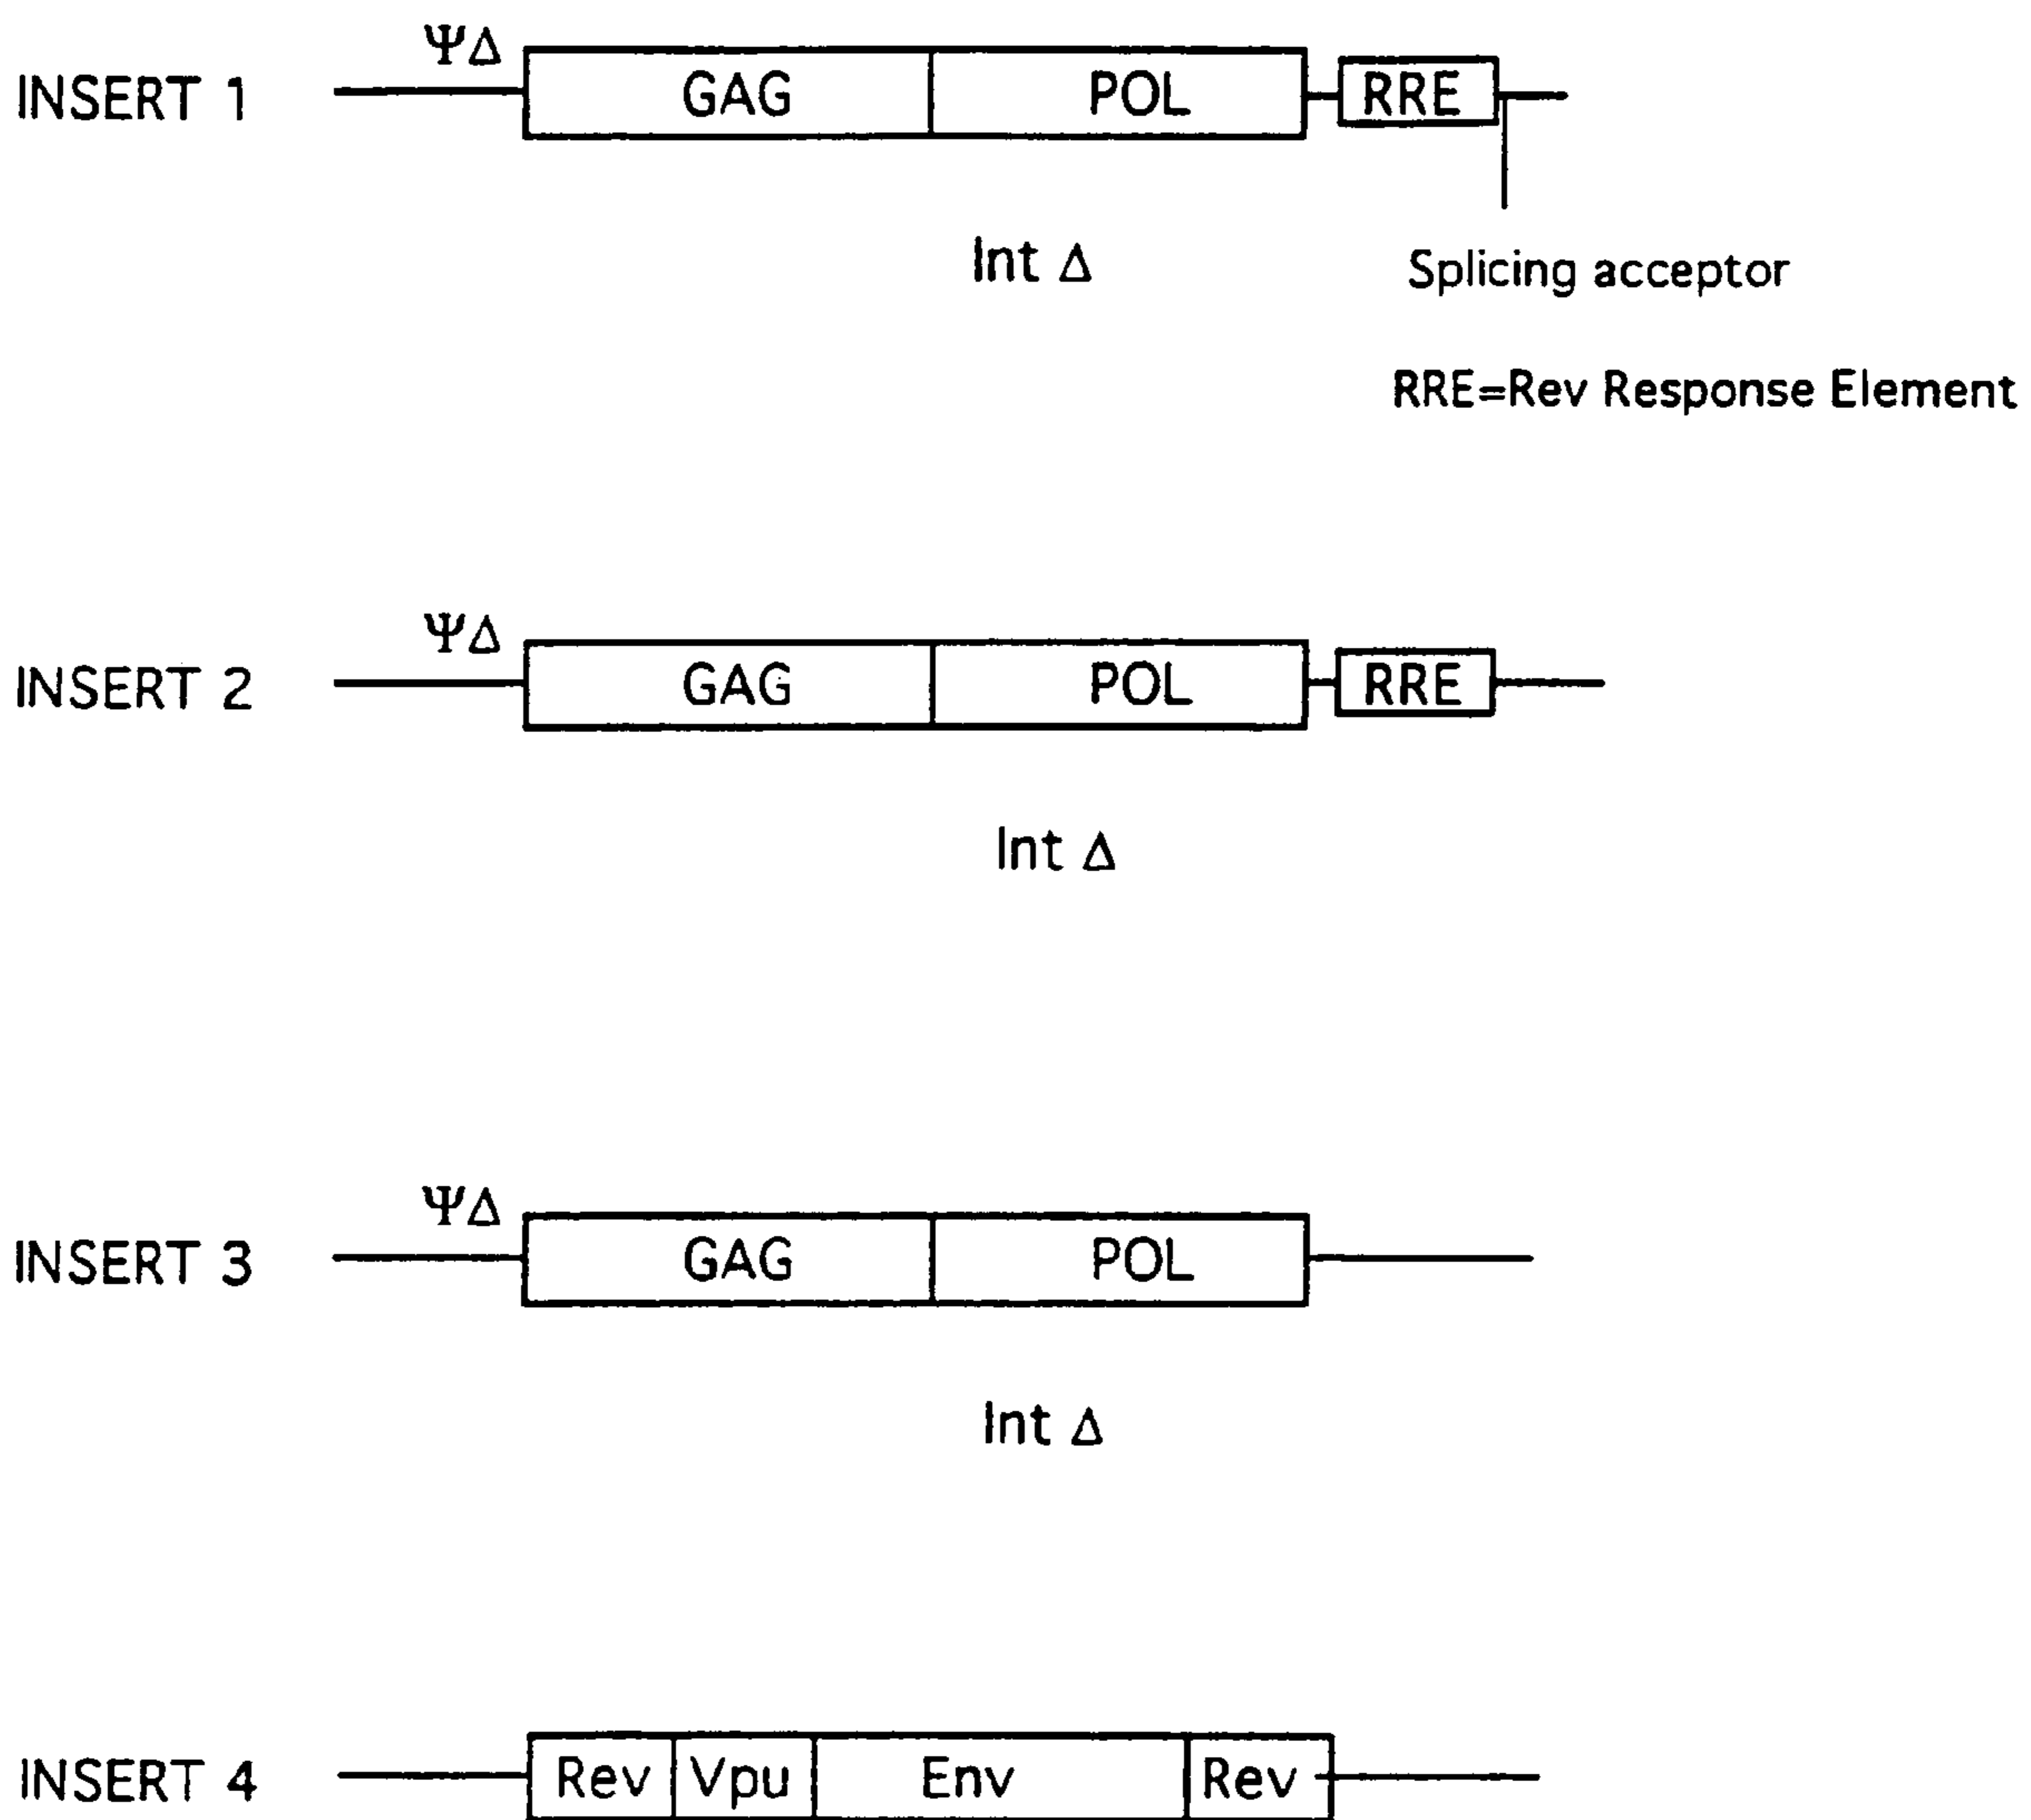 ΨΔ
INSERT 1 GAG POL RRE
Int Δ
Splicing acceptor
RRE=Rev Response Element
ΨΔ
INSERT 2 GAG POL RRE
Int Δ
ΨΔ
INSERT 3 GAG POL
Int Δ
INSERT 4 Rev Vpu Env Rev